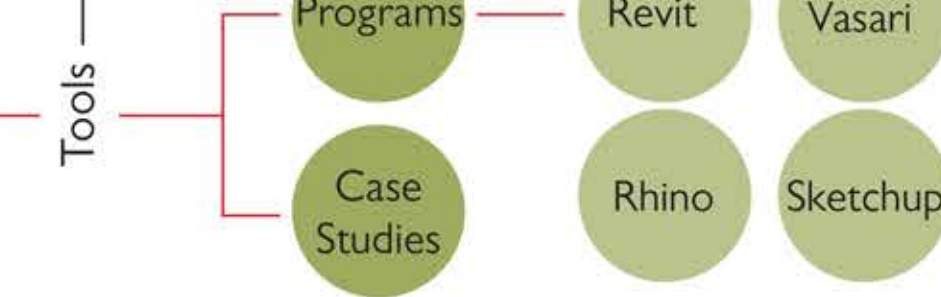 Tools
Programs
Revit
Vasari
Case
Studies
Rhino
Sketchup